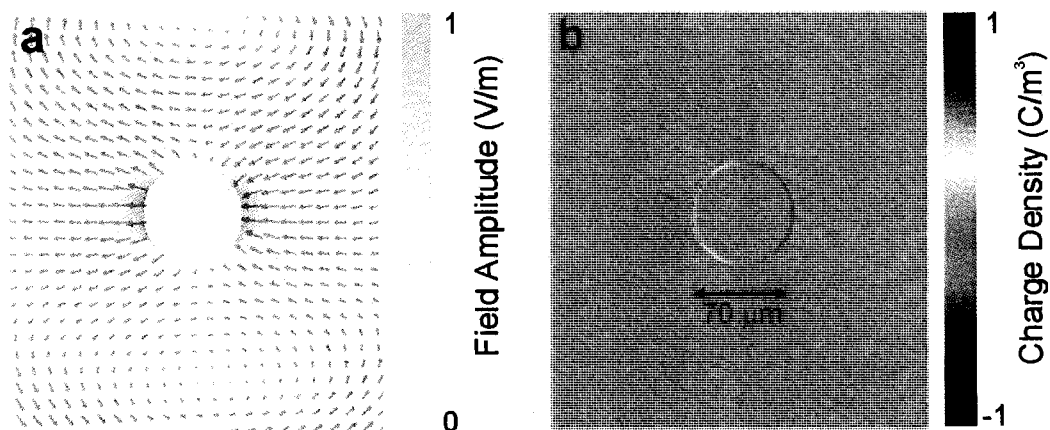 a
1
Field Amplitude (V/m)
0
b
70 µm
1
Charge Density (C/m³)
-1